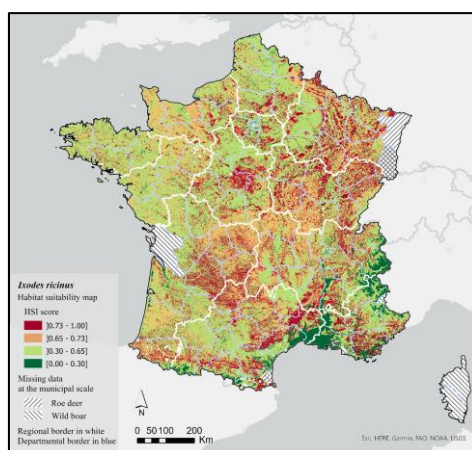 Ixodes ricinus
Habitat suitability map
HSI score
]0.73 - 1.00]
]0.65 - 0.73]
]0.30 - 0.65]
[0.00 - 0.30]
Missing data
at the municipal scale
Roe deer
Wild boar
Regional border in white
Departmental border in blue
N
0 50 100 200
Km
Esri, HERE, Garmin, FAO, NOAA, USGS